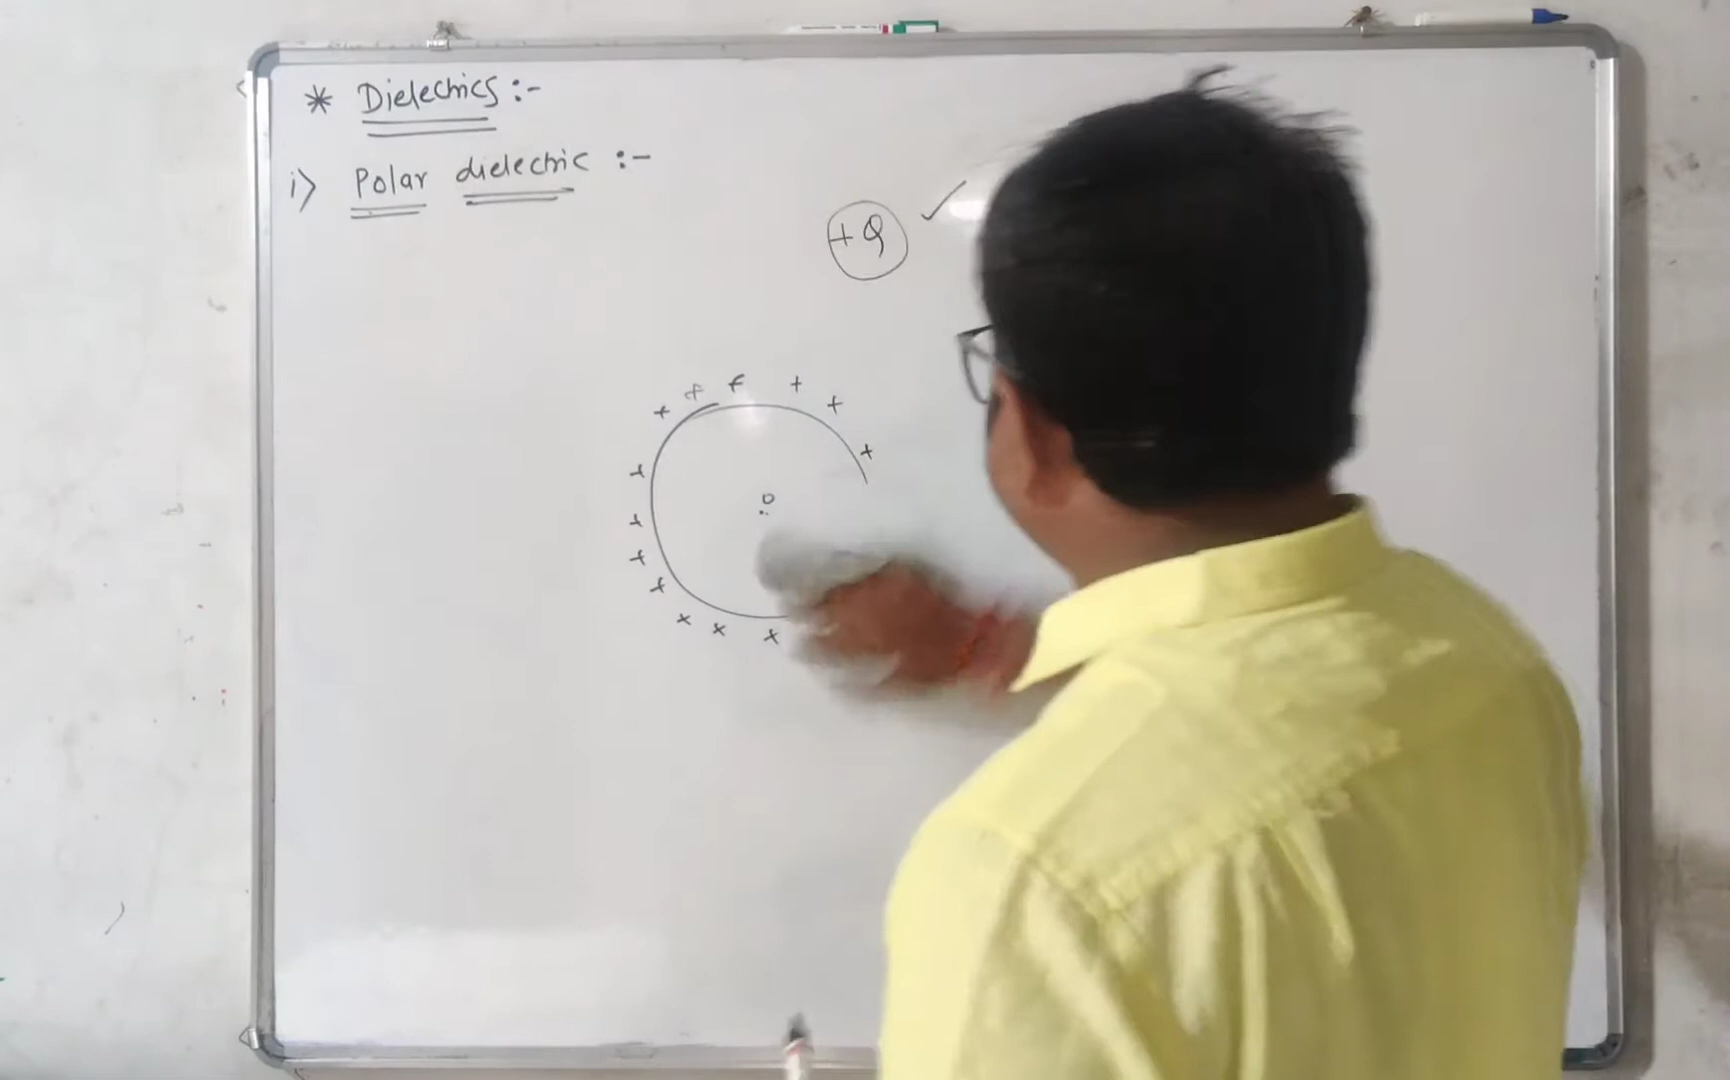 * Dielectrics :-
i> Polar dielectric :-
+Q ✓
+ + + + + +
+
O
+
+
+
× × ×